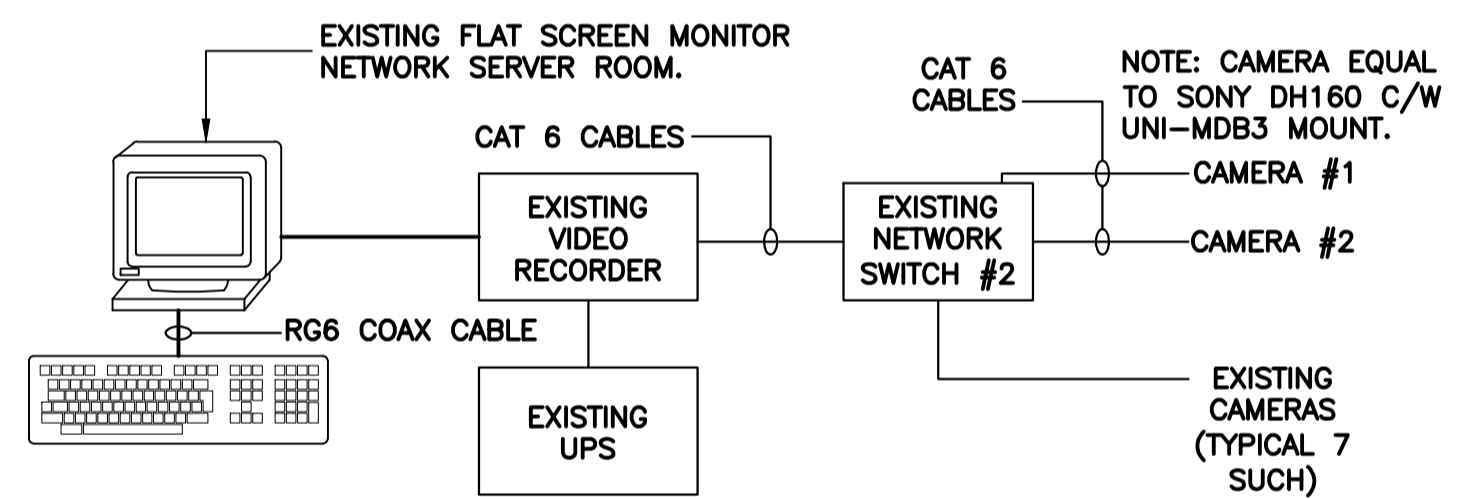 EXISTING FLAT SCREEN MONITOR
NETWORK SERVER ROOM.
CAT 6 CABLES
CAT 6
CABLES
NOTE: CAMERA EQUAL
TO SONY DH160 C/W
UNI-MDB3 MOUNT.
CAMERA #1
CAMERA #2
EXISTING
VIDEO
RECORDER
EXISTING
NETWORK
SWITCH #2
RG6 COAX CABLE
EXISTING
UPS
EXISTING
CAMERAS
(TYPICAL 7
SUCH)